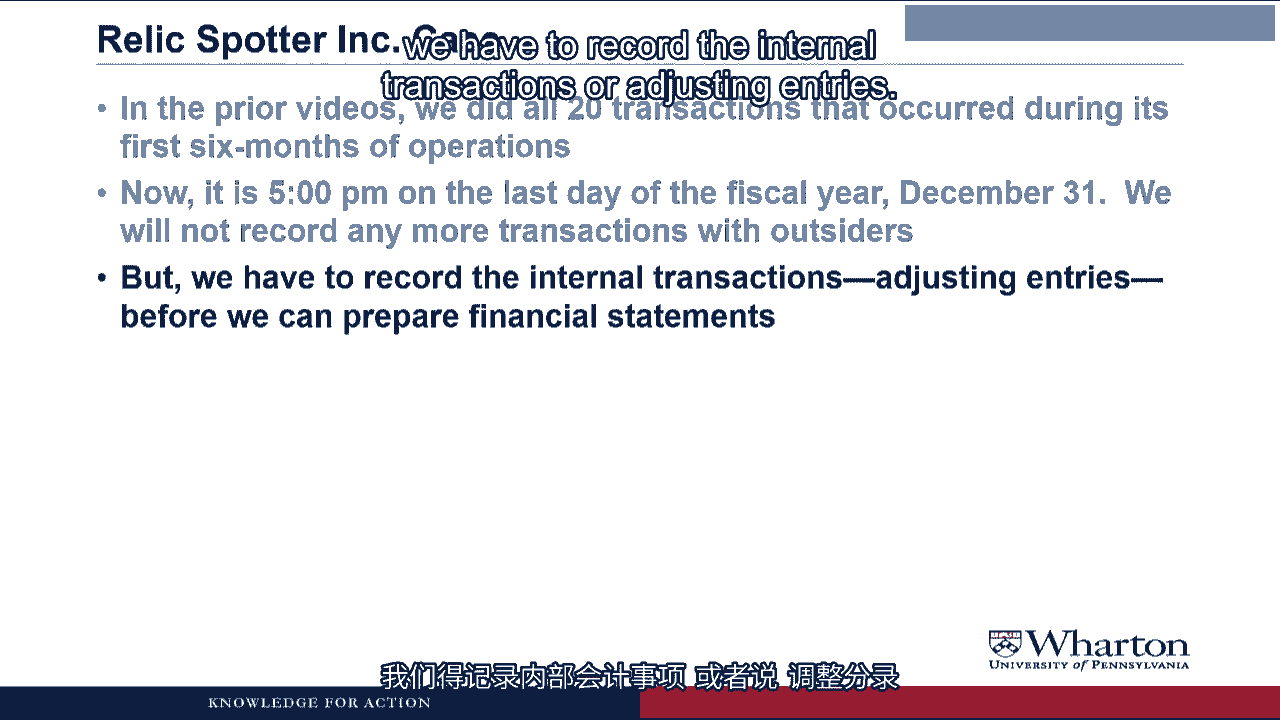 Relic Spotter Inc. Case
we have to record the internal
transactions or adjusting entries.
• In the prior videos, we did all 20 transactions that occurred during its
first six-months of operations
• Now, it is 5:00 pm on the last day of the fiscal year, December 31. We
will not record any more transactions with outsiders
• But, we have to record the internal transactions—adjusting entries—
before we can prepare financial statements
Wharton
UNIVERSITY of PENNSYLVANIA
我们得记录内部会计事项 或者说 调整分录
KNOWLEDGE FOR ACTION